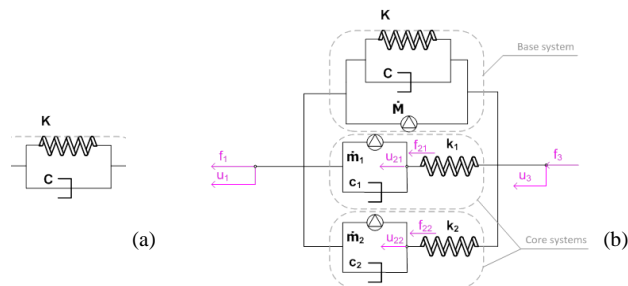 K
C
(a)
K
C
Ṁ
Base system
f₁
u₁
ṁ₁
c₁
u₂₁
f₂₁
k₁
u₃
f₃
ṁ₂
c₂
u₂₂
f₂₂
k₂
Core systems
(b)